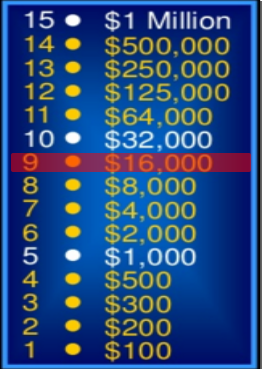 15 • $1 Million
14 • $500,000
13 • $250,000
12 • $125,000
11 • $64,000
10 • $32,000
9 • $16,000
8 • $8,000
7 • $4,000
6 • $2,000
5 • $1,000
4 • $500
3 • $300
2 • $200
1 • $100